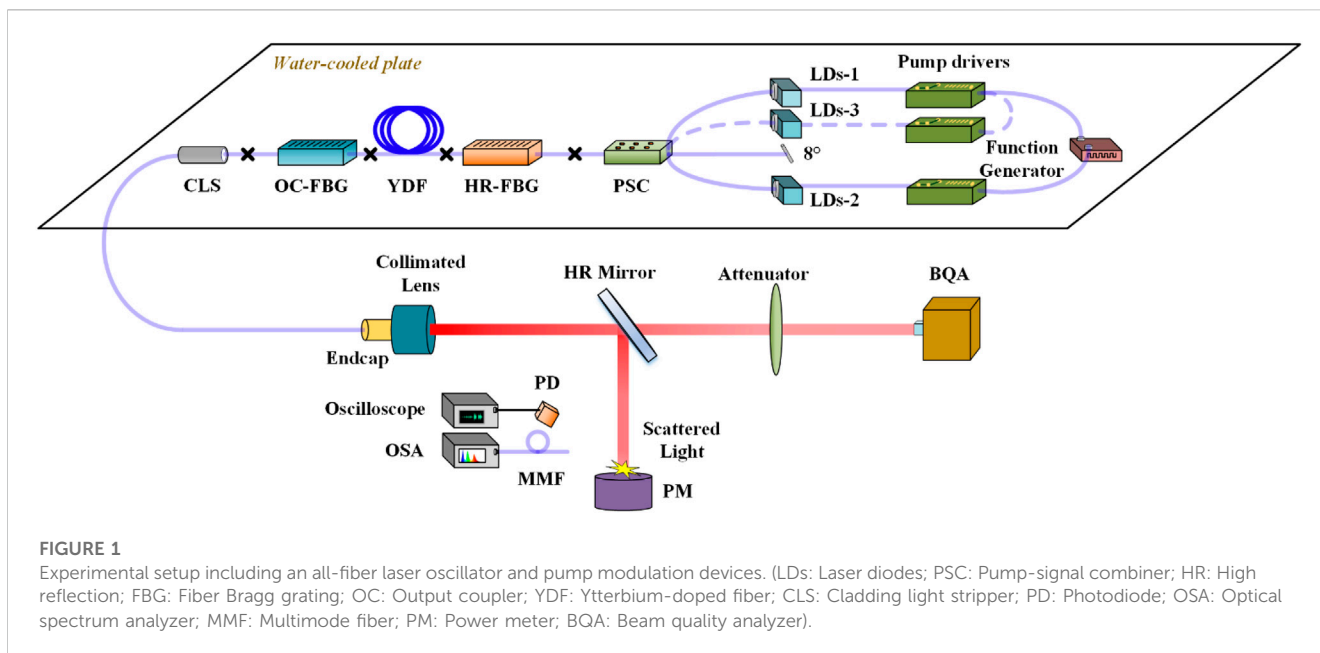 Water-cooled plate
LDs-1
Pump drivers
LDs-3
8°
Function
Generator
CLS
OC-FBG
YDF
HR-FBG
PSC
LDs-2
Collimated
Lens
HR Mirror
Attenuator
BQA
Endcap
PD
Oscilloscope
OSA
MMF
Scattered
Light
PM
FIGURE 1
Experimental setup including an all-fiber laser oscillator and pump modulation devices. (LDs: Laser diodes; PSC: Pump-signal combiner; HR: High
reflection; FBG: Fiber Bragg grating; OC: Output coupler; YDF: Ytterbium-doped fiber; CLS: Cladding light stripper; PD: Photodiode; OSA: Optical
spectrum analyzer; MMF: Multimode fiber; PM: Power meter; BQA: Beam quality analyzer).